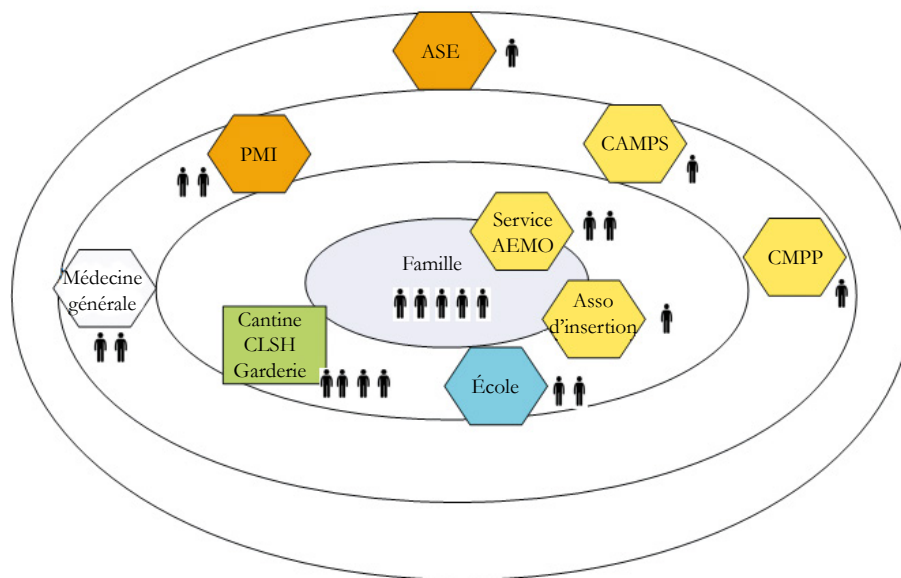 ASE
PMI
CAMPS
Service
AEMO
Famille
CMPP
Médecine
générale
Asso
d'insertion
Cantine
CLSH
Garderie
École